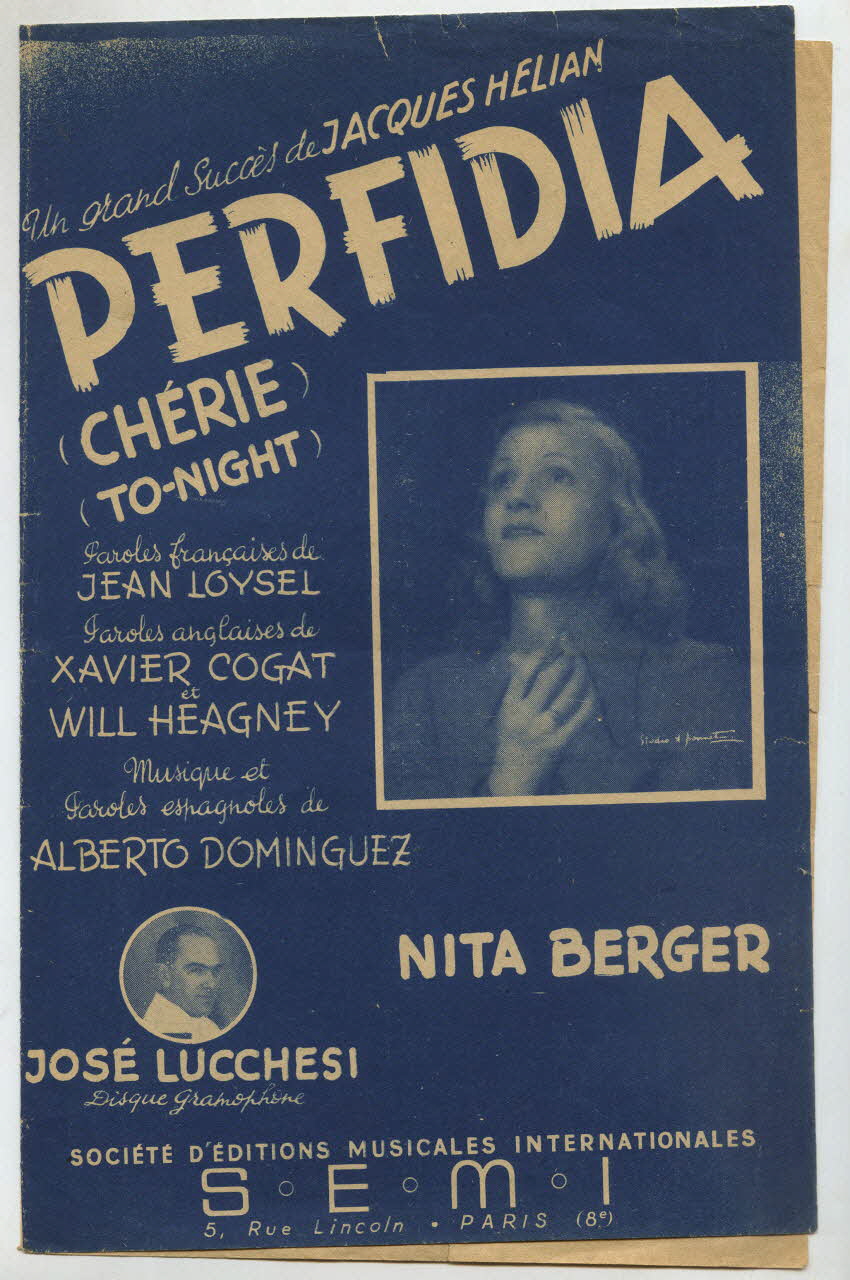 Un grand Succès de JACQUES HÉLIAN
PERFIDIA
(CHÉRIE)
(TO-NIGHT)
Paroles françaises de
JEAN LOYSEL
Paroles anglaises de
XAVIER COGAT
et
WILL HEAGNEY
Musique et
Paroles espagnoles de
ALBERTO DOMINGUEZ
Studio
NITA BERGER
JOSÉ LUCCHESI
Disque Gramophone
SOCIÉTÉ D'ÉDITIONS MUSICALES INTERNATIONALES
S.E.M.I
5, Rue Lincoln • PARIS (8e)